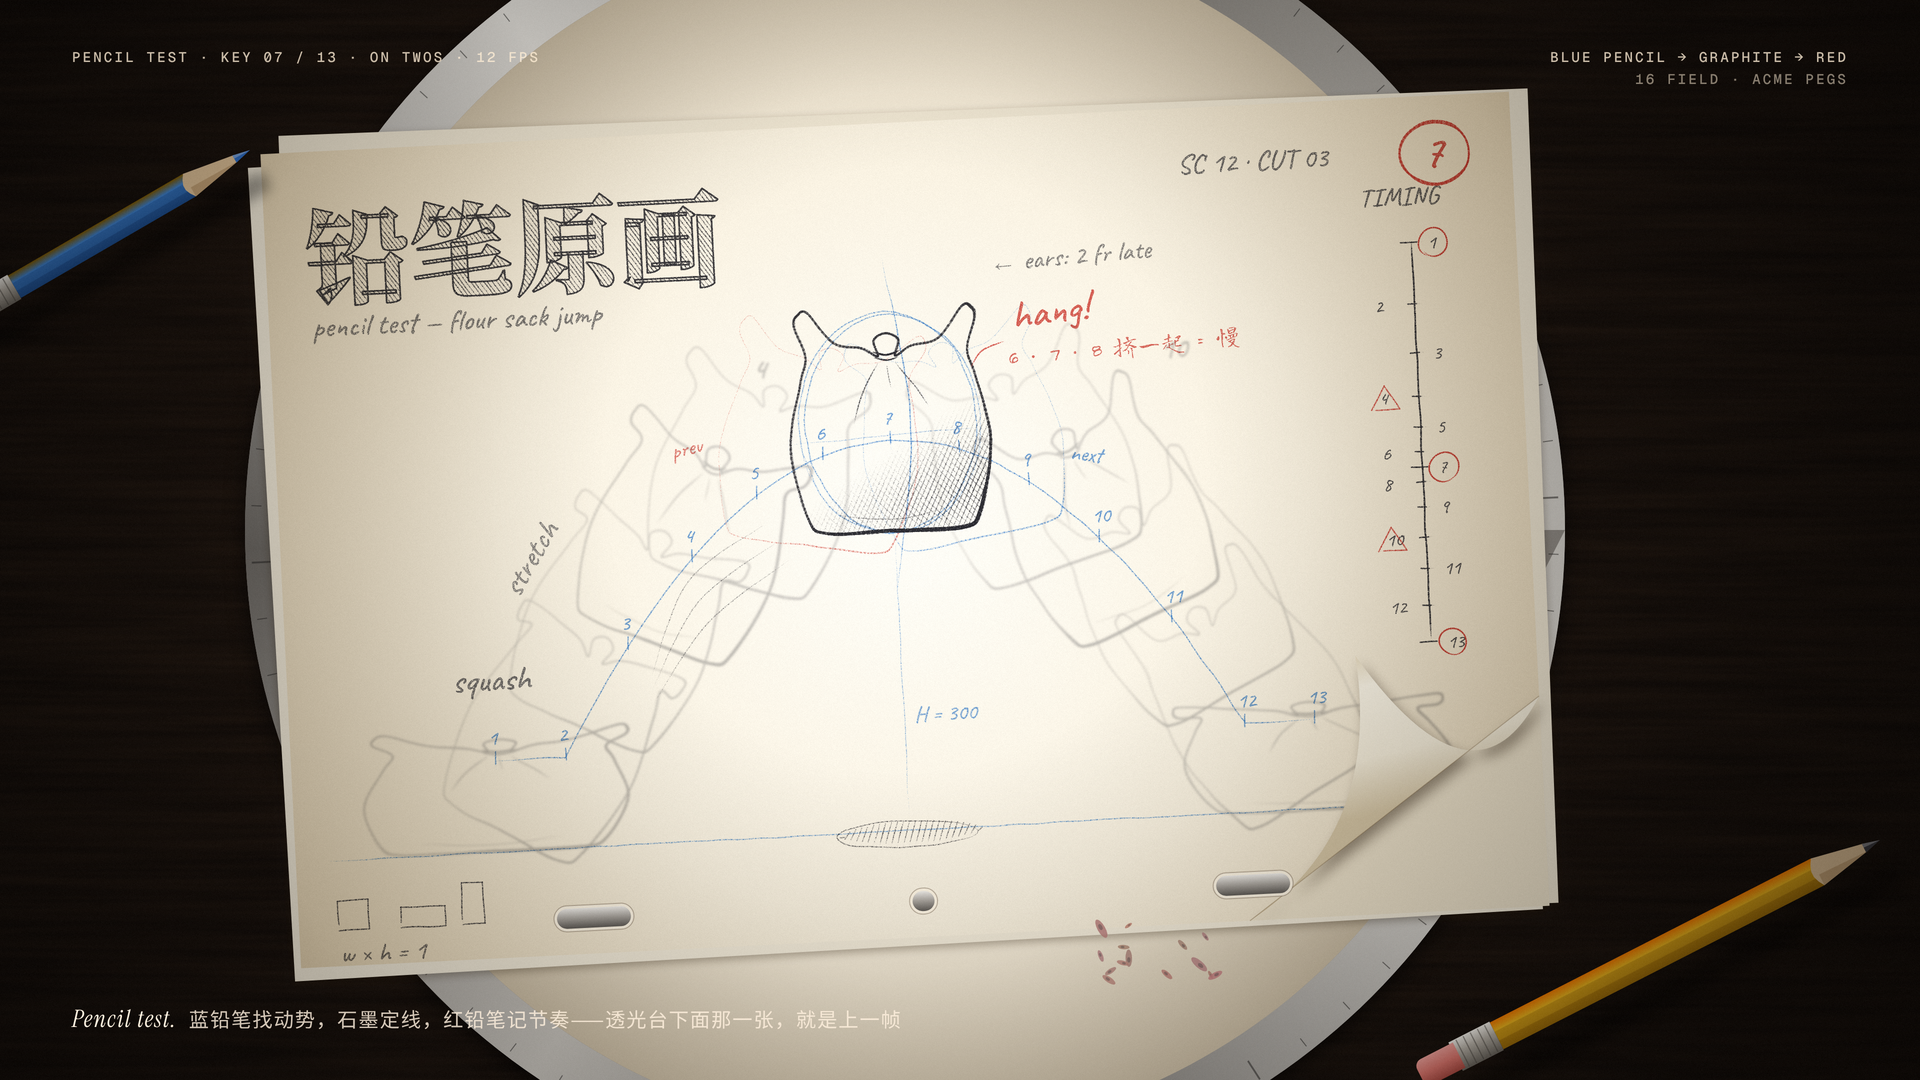 PENCIL TEST · KEY 07 / 13 · ON TWOS · 12 FPS
BLUE PENCIL → GRAPHITE → RED
16 FIELD · ACME PEGS
SC 12 · CUT 03
7
TIMING
铅笔原画
pencil test – flour sack jump
← ears: 2 fr late
hang!
6 · 7 · 8 挤一起 = 慢
10
4
prev
next
stretch
squash
1
2
3
4
5
6
7
8
9
10
11
12
13
H = 300
1
2
3
4
5
6
7
8
9
10
11
12
13
w × h = 1
Pencil test. 蓝铅笔找动势，石墨定线，红铅笔记节奏——透光台下面那一张，就是上一帧